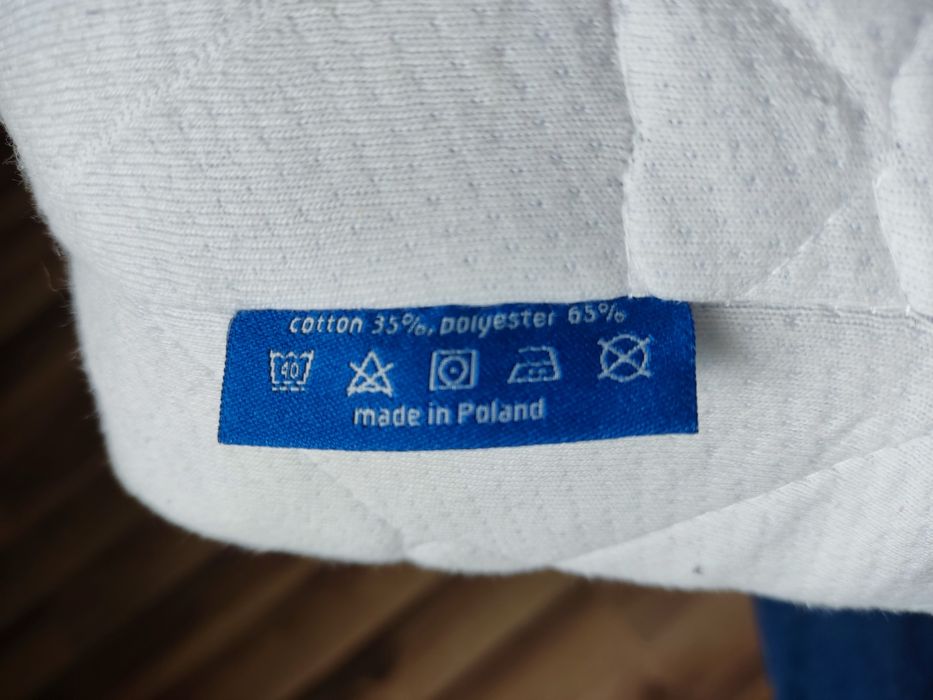 cotton 35%, polyester 65%
40
made in Poland